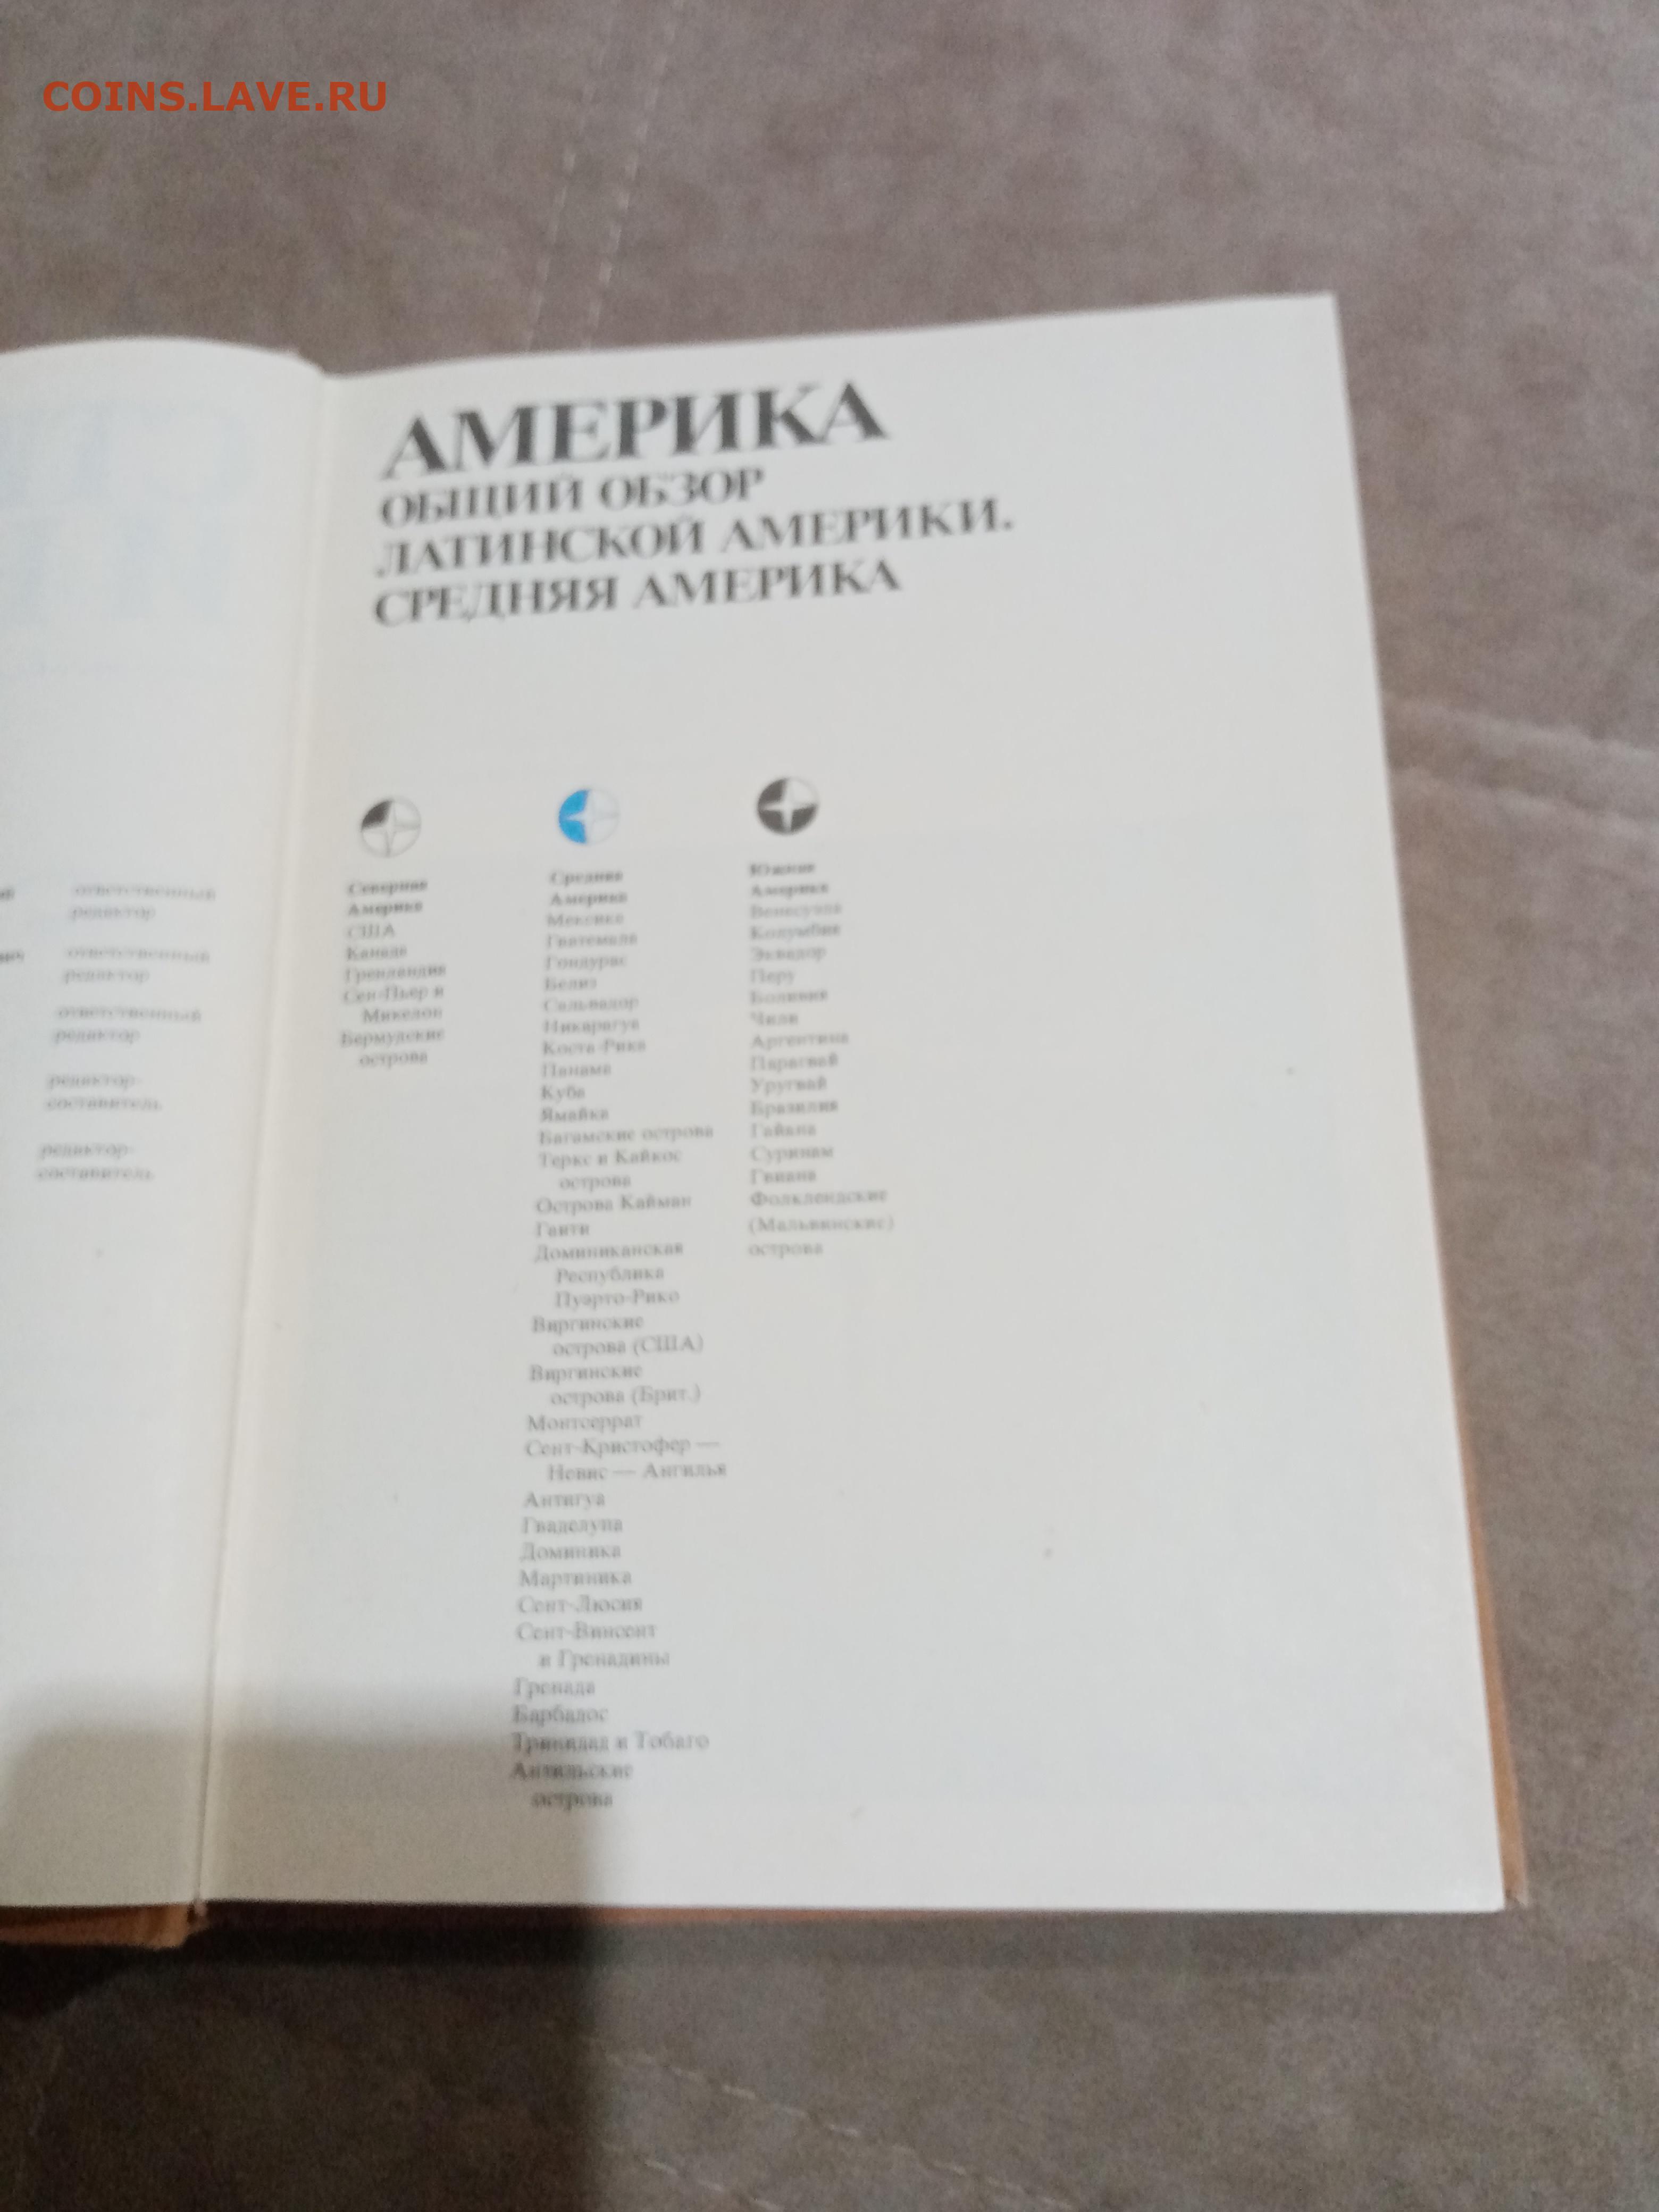 COINS.LAVE.RU
АМЕРИКА
ОБЩИЙ ОБЗОР
ЛАТИНСКОЙ АМЕРИКИ.
СРЕДНЯЯ АМЕРИКА
ответственный
редактор
ответственный
редактор
ответственный
редактор
редактор-
составитель
редактор-
составитель
Северная
Америка
США
Канада
Гренландия
Сен-Пьер и
Микелон
Бермудские
острова
Средняя
Америка
Мексика
Гватемала
Гондурас
Белиз
Сальвадор
Никарагуа
Коста-Рика
Панама
Куба
Ямайка
Багамские острова
Теркс и Кайкос
острова
Острова Кайман
Гаити
Доминиканская
Республика
Пуэрто-Рико
Виргинские
острова (США)
Виргинские
острова (Брит.)
Монтсеррат
Сент-Кристофер —
Невис — Ангилья
Антигуа
Гваделупа
Доминика
Мартиника
Сент-Люсия
Сент-Винсент
и Гренадины
Гренада
Барбадос
Тринидад и Тобаго
Антильские
острова
Южная
Америка
Венесуэла
Колумбия
Эквадор
Перу
Боливия
Чили
Аргентина
Парагвай
Уругвай
Бразилия
Гайана
Суринам
Гвиана
Фолклендские
(Мальвинские)
острова